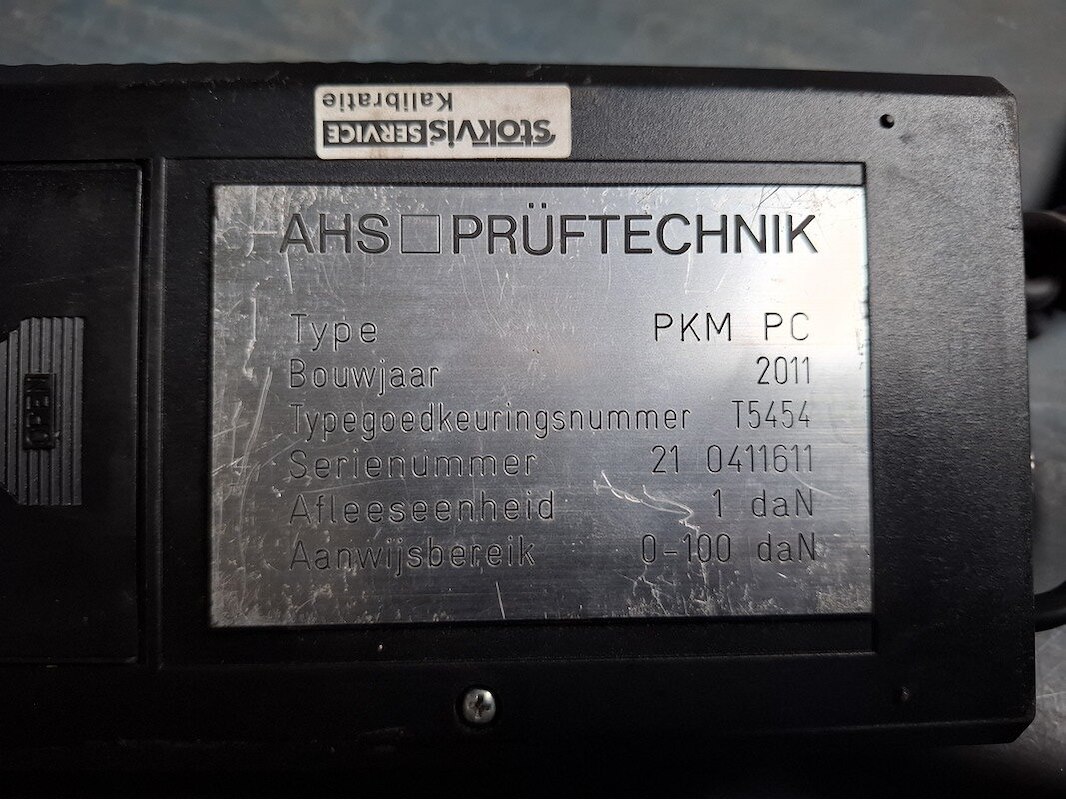 Stokvis SERVICE
Kalibratie
AHS □ PRÜFTECHNIK
Type PKM PC
Bouwjaar 2011
Typegoedkeuringsnummer T5454
Serienummer 21 0411611
Afleeseenheid 1 daN
Aanwijsbereik 0-100 daN
OPEN